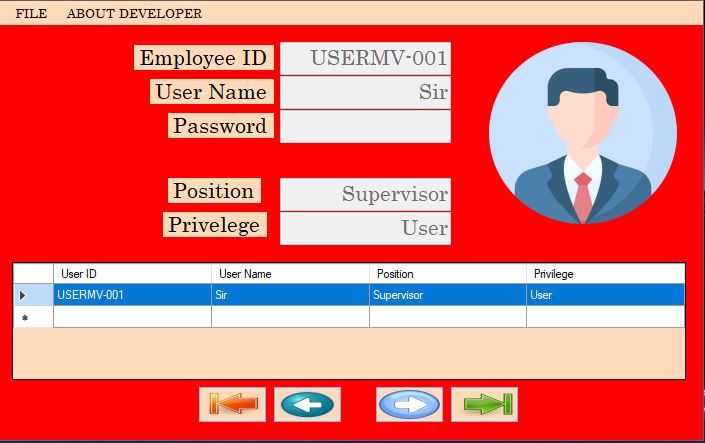 FILE ABOUT DEVELOPER
Employee ID USERMV-001
User Name Sir
Password
Position Supervisor
Privelege User
User ID User Name Position Privilege
USERMV-001 Sir Supervisor User